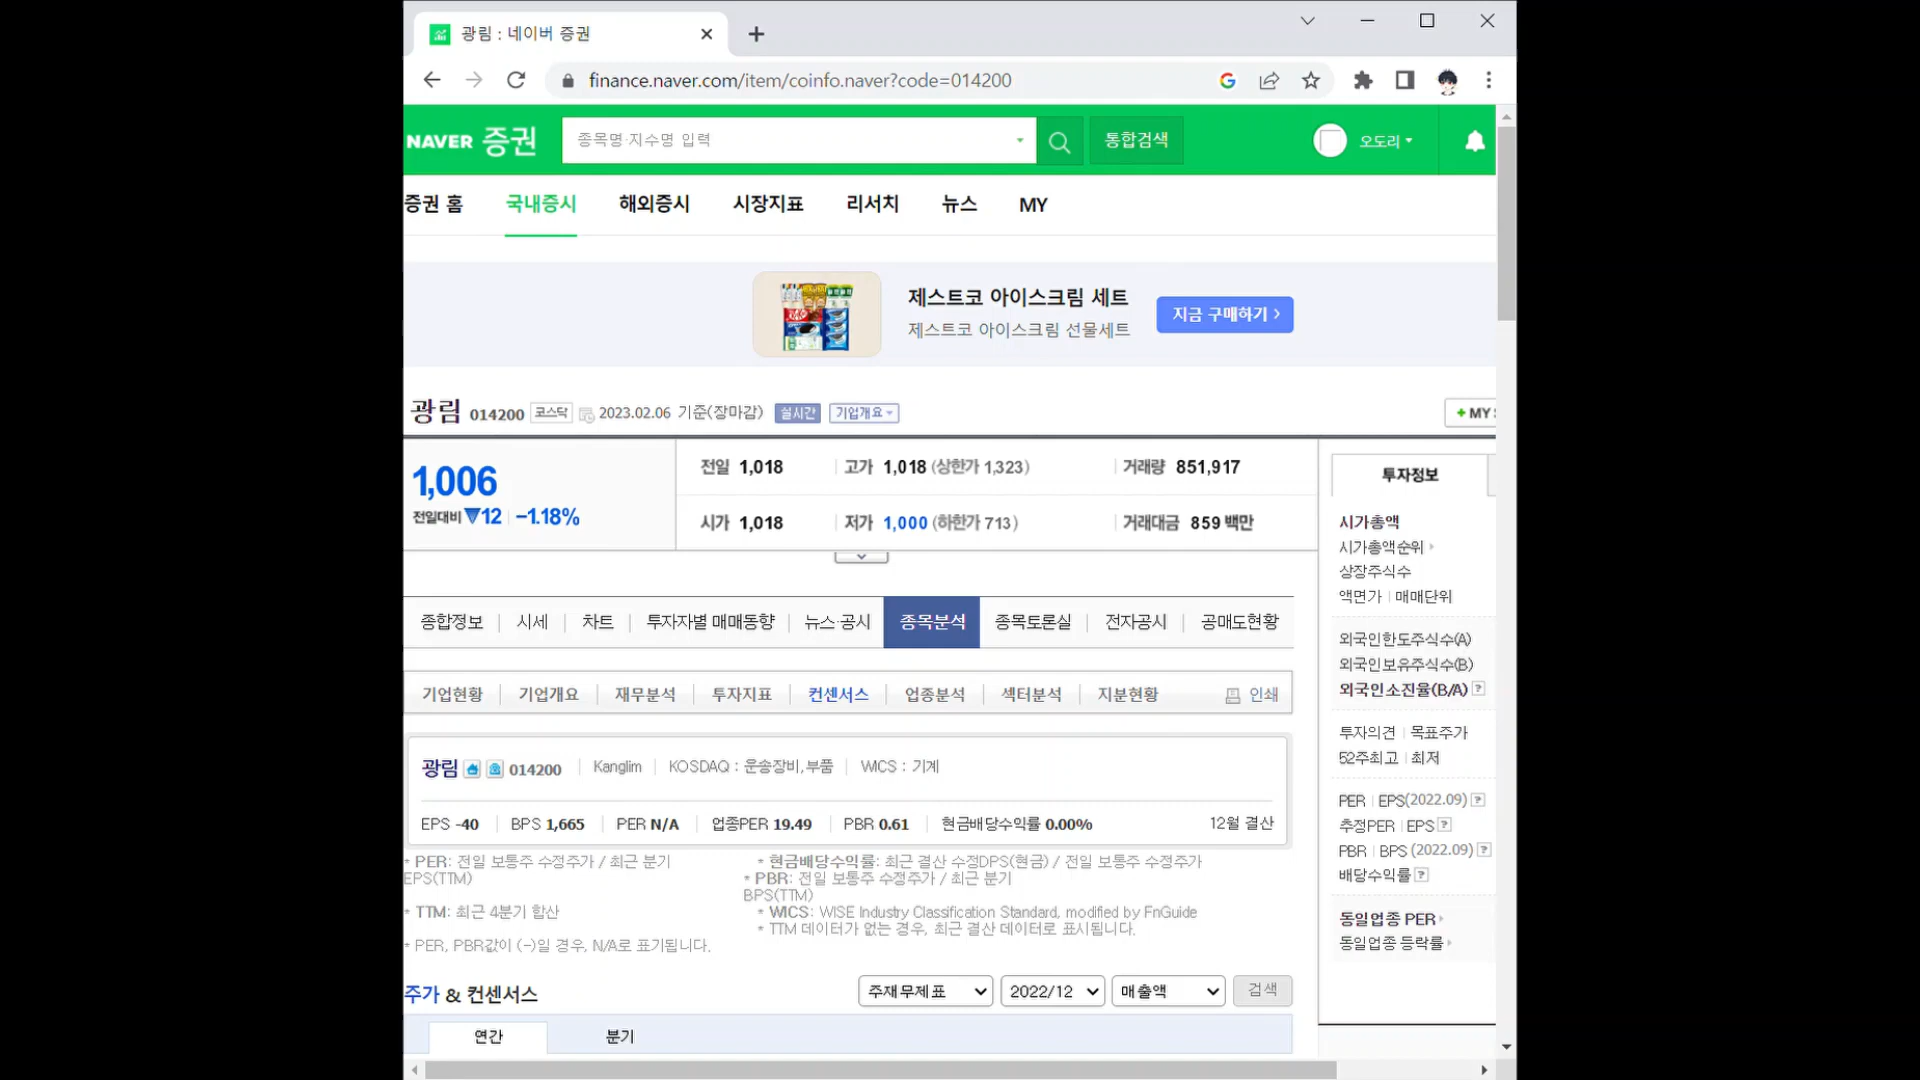 광림 : 네이버 증권
finance.naver.com/item/coinfo.naver?code=014200
NAVER 증권 종목명·지수명 입력 통합검색 오도리
증권 홈 국내증시 해외증시 시장지표 리서치 뉴스 MY
제스트코 아이스크림 세트
제스트코 아이스크림 선물세트
지금 구매하기 >
광림 014200 코스닥 2023.02.06 기준(장마감) 실시간 기업개요
+ MY
1,006
전일대비 ▼12 -1.18%
전일 1,018 고가 1,018 (상한가 1,323) 거래량 851,917
시가 1,018 저가 1,000 (하한가 713) 거래대금 859 백만
종합정보 시세 차트 투자자별 매매동향 뉴스·공시 종목분석 종목토론실 전자공시 공매도현황
기업현황 기업개요 재무분석 투자지표 컨센서스 업종분석 섹터분석 지분현황 인쇄
광림 014200 Kanglim KOSDAQ : 운송장비,부품 WICS : 기계
EPS -40 BPS 1,665 PER N/A 업종PER 19.49 PBR 0.61 현금배당수익률 0.00% 12월 결산
* PER: 전일 보통주 수정주가 / 최근 분기
EPS(TTM)
* TTM: 최근 4분기 합산
* PER, PBR값이 (-)일 경우, N/A로 표기됩니다.
* 현금배당수익률: 최근 결산 수정DPS(현금) / 전일 보통주 수정주가
* PBR: 전일 보통주 수정주가 / 최근 분기
BPS(TTM)
* WICS: WISE Industry Classification Standard, modified by FnGuide
* TTM 데이터가 없는 경우, 최근 결산 데이터로 표시됩니다.
주가 & 컨센서스 주재무제표 2022/12 매출액 검색
연간 분기
투자정보
시가총액
시가총액순위
상장주식수
액면가 | 매매단위
외국인한도주식수(A)
외국인보유주식수(B)
외국인소진율(B/A) ?
투자의견 | 목표주가
52주최고 | 최저
PER | EPS(2022.09) ?
추정PER | EPS ?
PBR | BPS (2022.09) ?
배당수익률 ?
동일업종 PER
동일업종 등락률